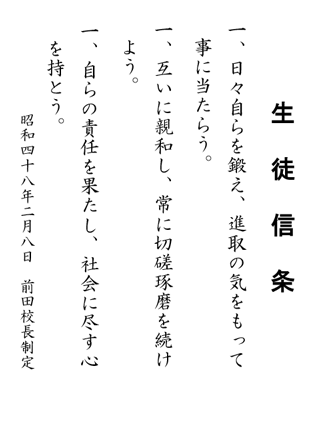 生徒信条
一、日々自らを鍛え、進取の気をもって
事に当たらう。
一、互いに親和し、常に切磋琢磨を続け
よう。
一、自らの責任を果たし、社会に尽す心
を持とう。
昭和四十八年二月八日　前田校長制定